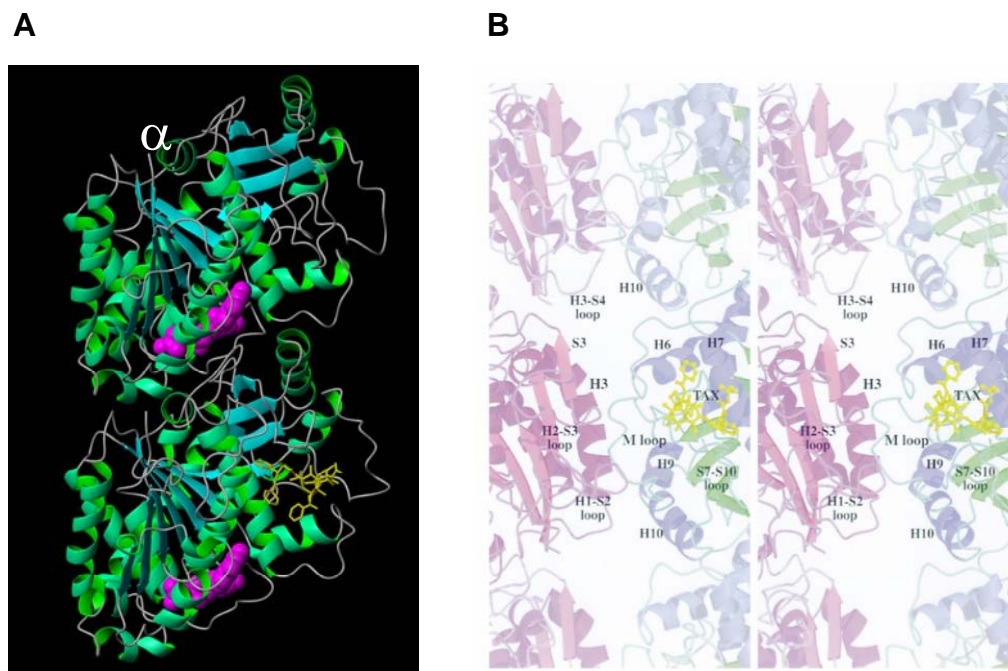 A
B
α
H10
H3-S4
loop
S3
H6
H7
H3
TAX
H2-S3
loop
M loop
H9
S7-S10
loop
H1-S2
loop
H10
H10
H3-S4
loop
S3
H6
H7
H3
TAX
H2-S3
loop
M loop
H9
S7-S10
loop
H1-S2
loop
H10